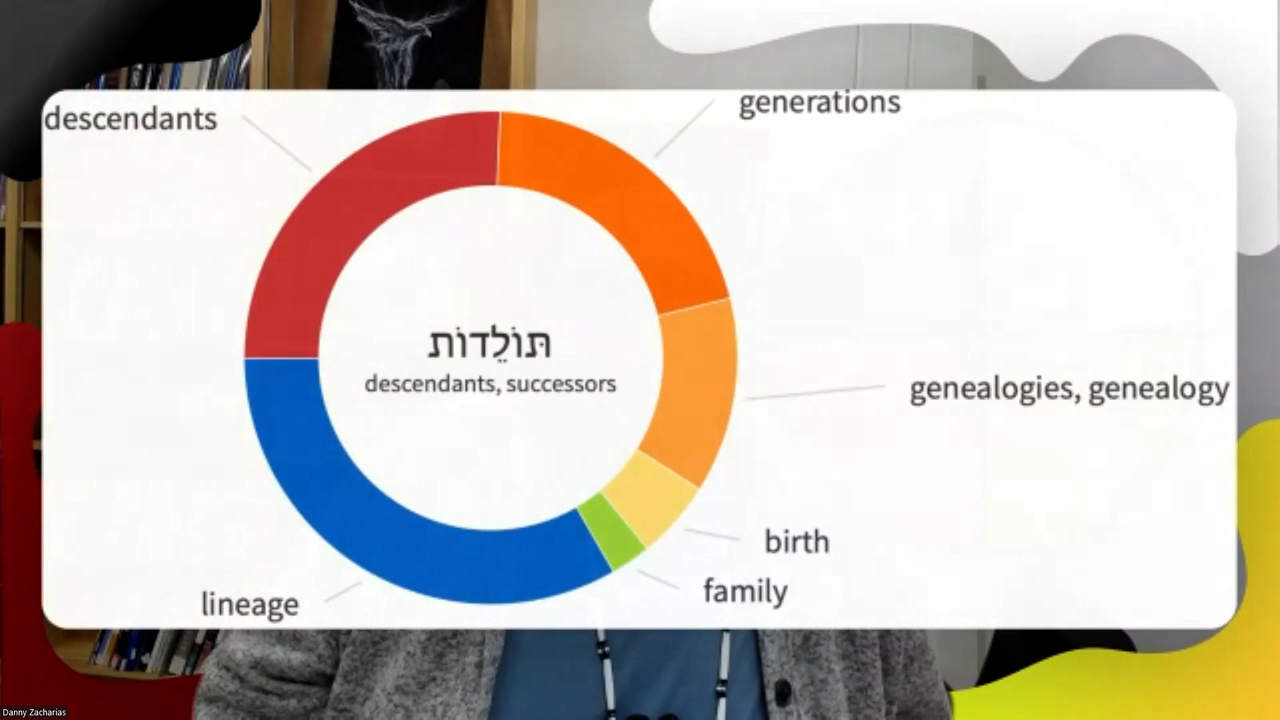 descendants
generations
תּוֹלֵדוֹת
descendants, successors
genealogies, genealogy
birth
family
lineage
Danny Zacharias